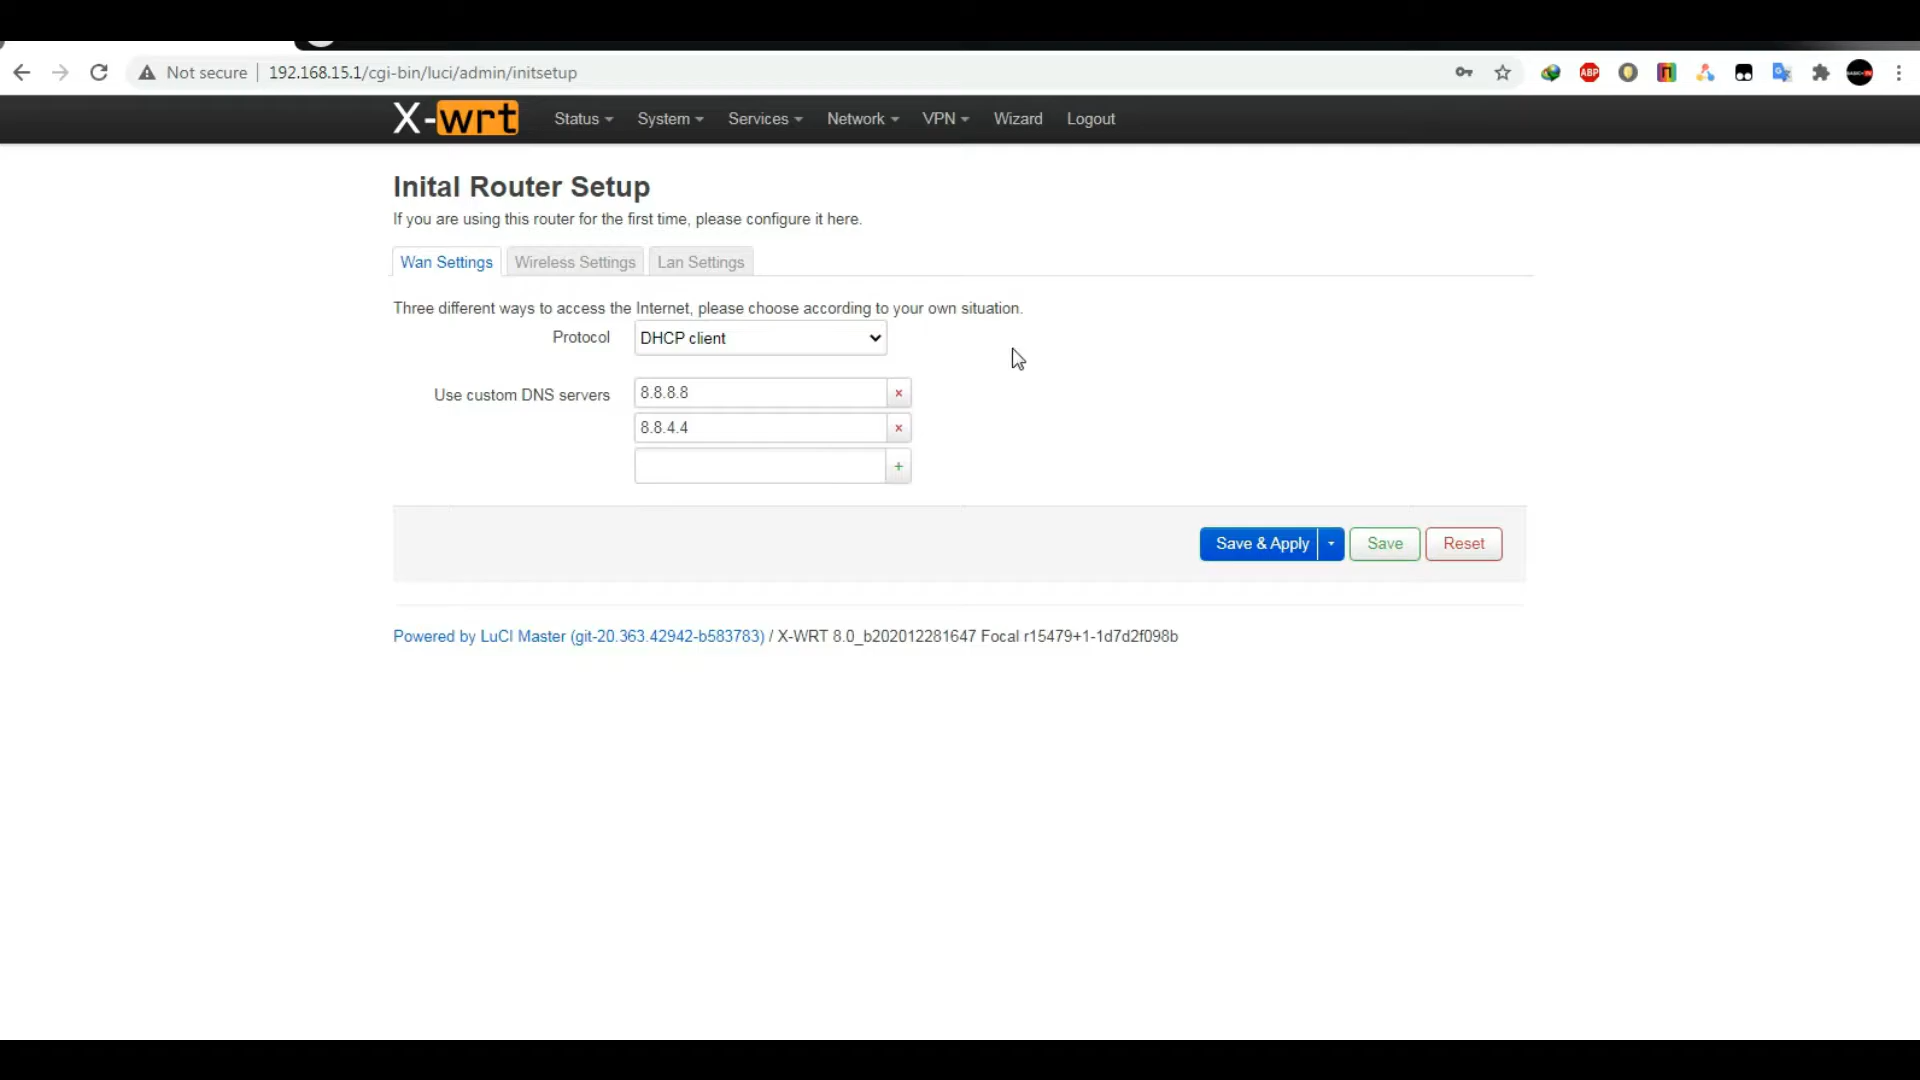 Not secure | 192.168.15.1/cgi-bin/luci/admin/initsetup
ABP
X-wrt Status System Services Network VPN Wizard Logout
Inital Router Setup
If you are using this router for the first time, please configure it here.
Wan Settings Wireless Settings Lan Settings
Three different ways to access the Internet, please choose according to your own situation.
Protocol DHCP client
Use custom DNS servers 8.8.8.8 ×
8.8.4.4 ×
+
Save & Apply Save Reset
Powered by LuCI Master (git-20.363.42942-b583783) / X-WRT 8.0_b202012281647 Focal r15479+1-1d7d2f098b